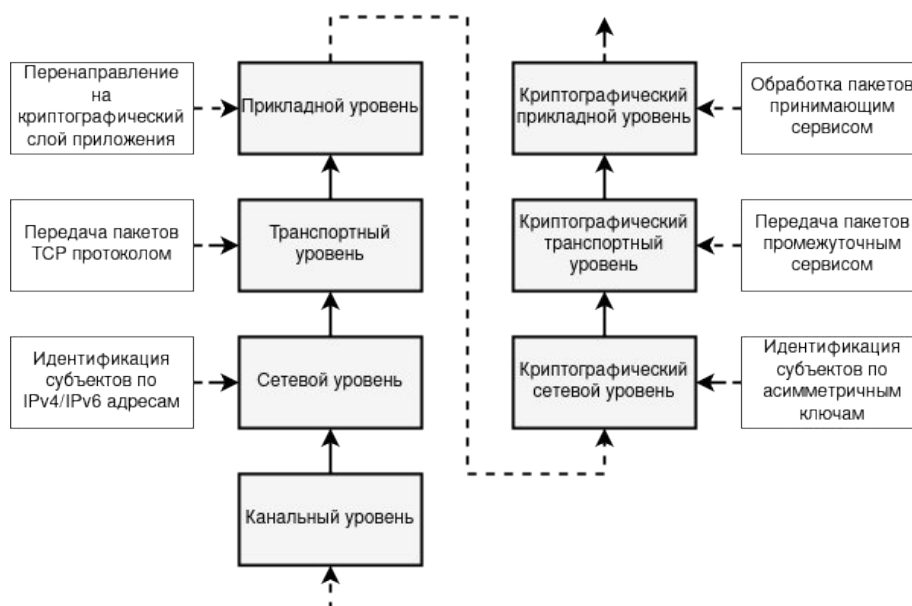 Перенаправление
на
криптографический
слой приложения
Прикладной уровень
Криптографический
прикладной уровень
Обработка пакетов
принимающим
сервисом
Передача пакетов
TCP протоколом
Транспортный
уровень
Криптографический
транспортный
уровень
Передача пакетов
промежуточным
сервисом
Идентификация
субъектов по
IPv4/IPv6 адресам
Сетевой уровень
Криптографический
сетевой уровень
Идентификация
субъектов по
асимметричным
ключам
Канальный уровень